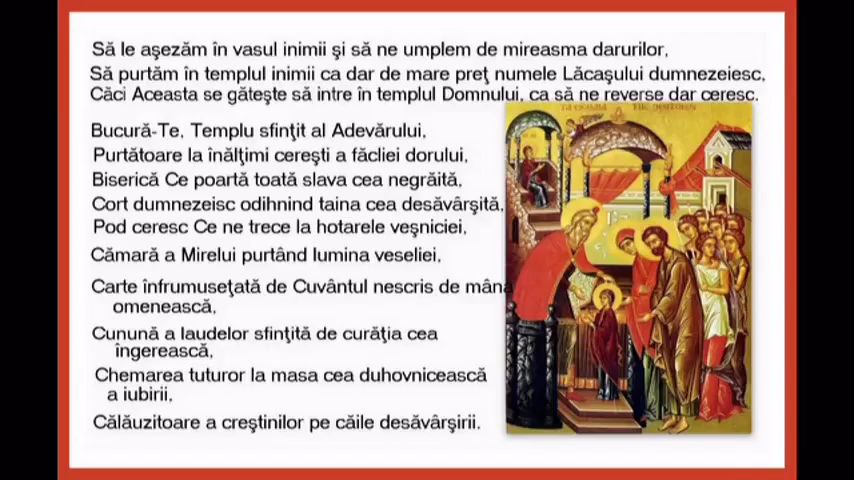 Să le aşezăm în vasul inimii şi să ne umplem de mireasma darurilor,
Să purtăm în templul inimii ca dar de mare preţ numele Lăcaşului dumnezeiesc,
Căci Aceasta se găteşte să intre în templul Domnului, ca să ne reverse dar ceresc.
Bucură-Te, Templu sfinţit al Adevărului,
Purtătoare la înălţimi cereşti a făcliei dorului,
Biserică Ce poartă toată slava cea negrăită,
Cort dumnezeisc odihnind taina cea desăvârşită,
Pod ceresc Ce ne trece la hotarele veşniciei,
Cămară a Mirelui purtând lumina veseliei,
Carte înfrumuseţată de Cuvântul nescris de mâna
omenească,
Cunună a laudelor sfinţită de curăţia cea
îngerească,
Chemarea tuturor la masa cea duhovnicească
a iubirii,
Călăuzitoare a creştinilor pe căile desăvârşirii.